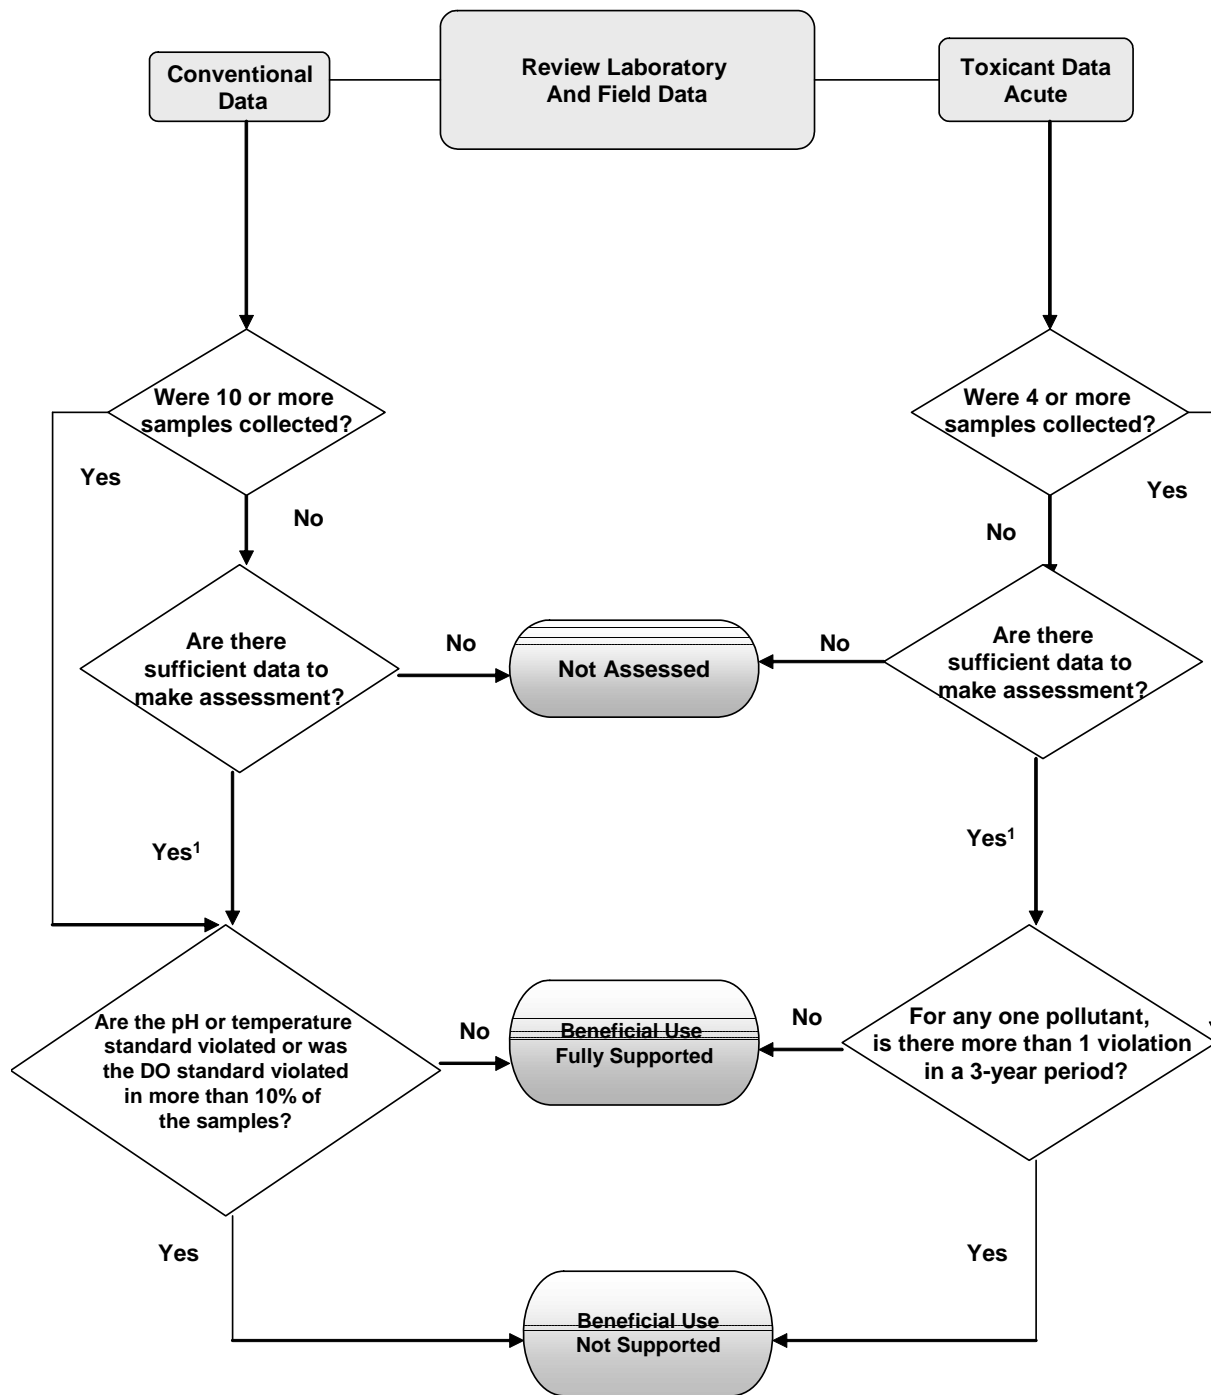 Conventional
Data
Review Laboratory
And Field Data
Toxicant Data
Acute
Were 10 or more
samples collected?
Were 4 or more
samples collected?
Yes
No
Yes
No
Are there
sufficient data to
make assessment?
No
Not Assessed
No
Are there
sufficient data to
make assessment?
Yes¹
Yes¹
Are the pH or temperature
standard violated or was
the DO standard violated
in more than 10% of
the samples?
No
Beneficial Use
Fully Supported
No
For any one pollutant,
is there more than 1 violation
in a 3-year period?
Yes
Yes
Beneficial Use
Not Supported